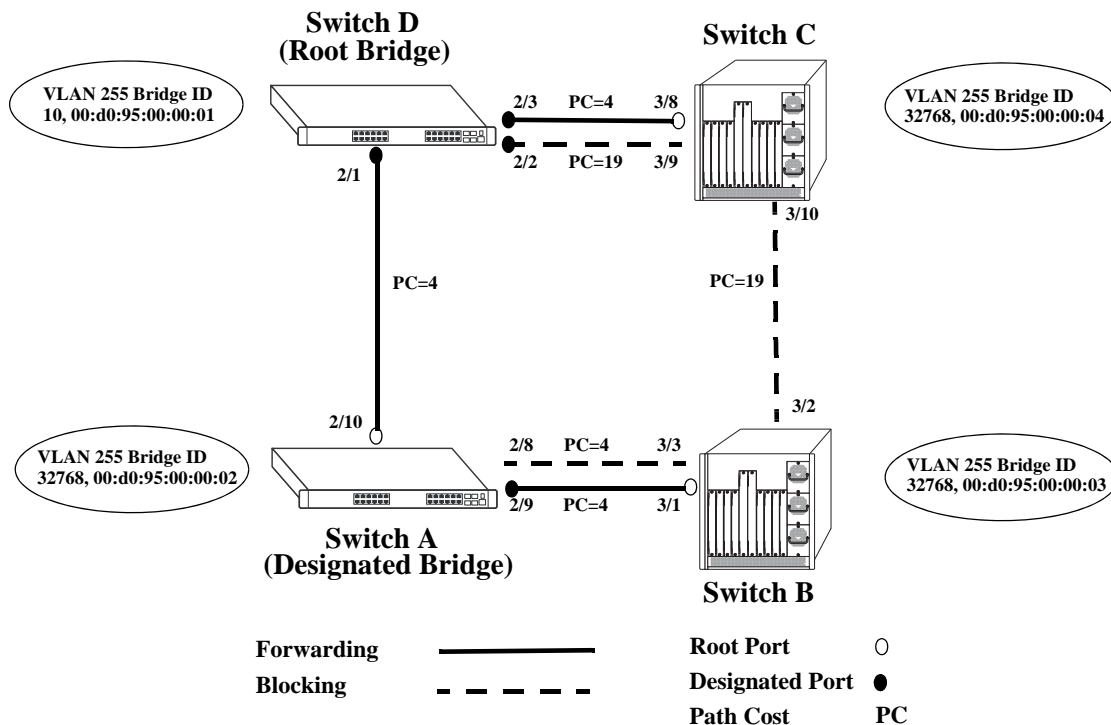 Switch D
(Root Bridge)
Switch C
VLAN 255 Bridge ID
10, 00:d0:95:00:00:01
2/3 PC=4 3/8
VLAN 255 Bridge ID
32768, 00:d0:95:00:00:04
2/2 PC=19 3/9
2/1
3/10
PC=4
PC=19
2/10
3/2
VLAN 255 Bridge ID
32768, 00:d0:95:00:00:02
2/8 PC=4 3/3
VLAN 255 Bridge ID
32768, 00:d0:95:00:00:03
2/9 PC=4 3/1
Switch A
(Designated Bridge)
Switch B
Forwarding
Root Port
Blocking
Designated Port
Path Cost PC